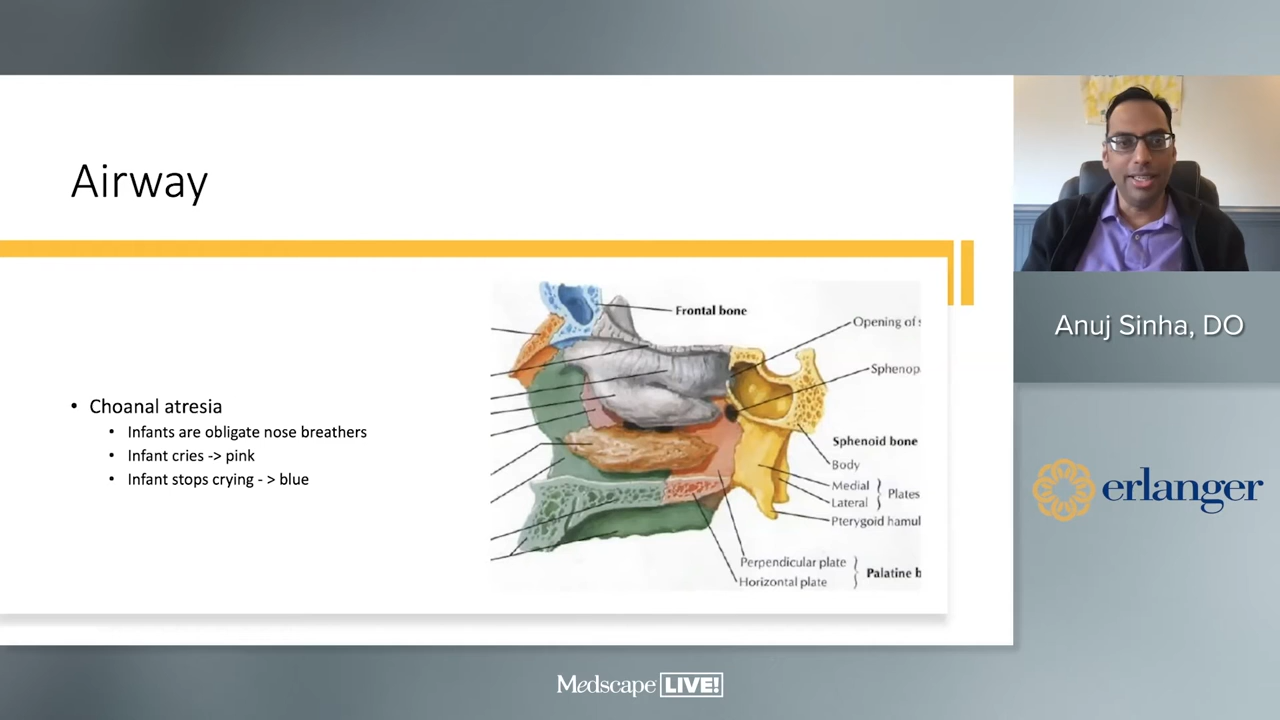 Airway
• Choanal atresia
• Infants are obligate nose breathers
• Infant cries -> pink
• Infant stops crying - > blue
Frontal bone
Opening of
Sphenop
Sphenoid bone
Body
Medial
Lateral
Plates
Pterygoid hamul
Perpendicular plate
Horizontal plate
Palatine b
Anuj Sinha, DO
erlanger
Medscape LIVE!